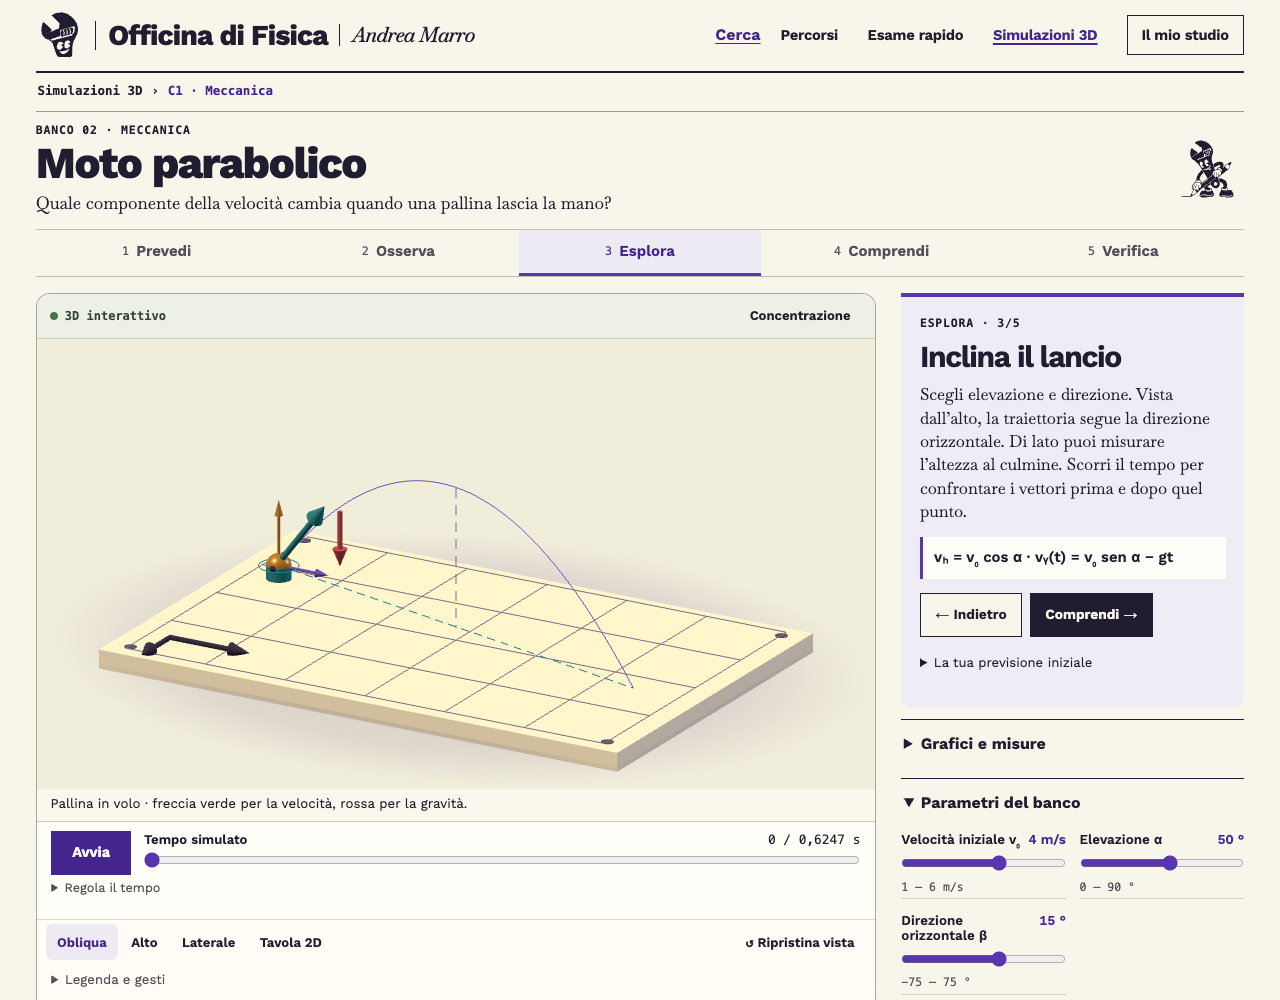 Officina di Fisica
Andrea Marro
Cerca
Percorsi
Esame rapido
Simulazioni 3D
Il mio studio
Simulazioni 3D › C1 · Meccanica
BANCO 02 · MECCANICA
Moto parabolico
Quale componente della velocità cambia quando una pallina lascia la mano?
1 Prevedi
2 Osserva
3 Esplora
4 Comprendi
5 Verifica
3D interattivo
Concentrazione
Pallina in volo · freccia verde per la velocità, rossa per la gravità.
Avvia
Tempo simulato
0 / 0,6247 s
▶ Regola il tempo
Obliqua
Alto
Laterale
Tavola 2D
↺ Ripristina vista
▶ Legenda e gesti
ESPLORA · 3/5
Inclina il lancio
Scegli elevazione e direzione. Vista
dall’alto, la traiettoria segue la direzione
orizzontale. Di lato puoi misurare
l’altezza al culmine. Scorri il tempo per
confrontare i vettori prima e dopo quel
punto.
vₕ = v₀ cos α · vᵧ(t) = v₀ sen α − gt
← Indietro
Comprendi →
▶ La tua previsione iniziale
▶ Grafici e misure
▼ Parametri del banco
Velocità iniziale v₀ 4 m/s
1 — 6 m/s
Elevazione α 50 °
0 — 90 °
Direzione
orizzontale β
15 °
−75 — 75 °